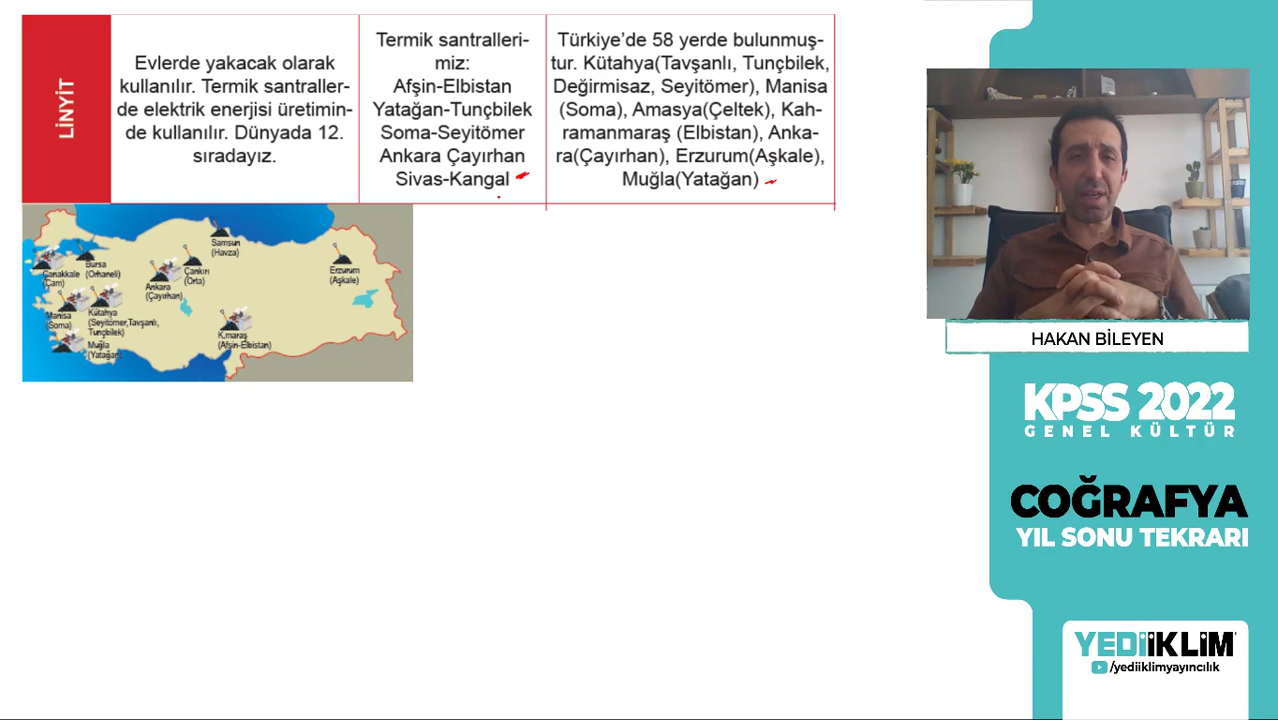 LİNYİT
Evlerde yakacak olarak
kullanılır. Termik santraller-
de elektrik enerjisi üretimin-
de kullanılır. Dünyada 12.
sıradayız.
Termik santralleri-
miz:
Afşin-Elbistan
Yatağan-Tunçbilek
Soma-Seyitömer
Ankara Çayırhan
Sivas-Kangal
Türkiye’de 58 yerde bulunmuş-
tur. Kütahya(Tavşanlı, Tunçbilek,
Değirmisaz, Seyitömer), Manisa
(Soma), Amasya(Çeltek), Kah-
ramanmaraş (Elbistan), Anka-
ra(Çayırhan), Erzurum(Aşkale),
Muğla(Yatağan)
Samsun
(Havza)
Bursa
(Orhaneli)
Çanakkale
(Çam)
Çankırı
(Orta)
Ankara
(Çayırhan)
Erzurum
(Aşkale)
Manisa
(Soma)
Kütahya
(Seyitömer,Tavşanlı,
Tunçbilek)
K.maraş
(Afşin-Elbistan)
Muğla
(Yatağan)
HAKAN BİLEYEN
KPSS 2022
GENEL KÜLTÜR
COĞRAFYA
YIL SONU TEKRARI
YEDİİKLİM
/yediiklimyayıncılık